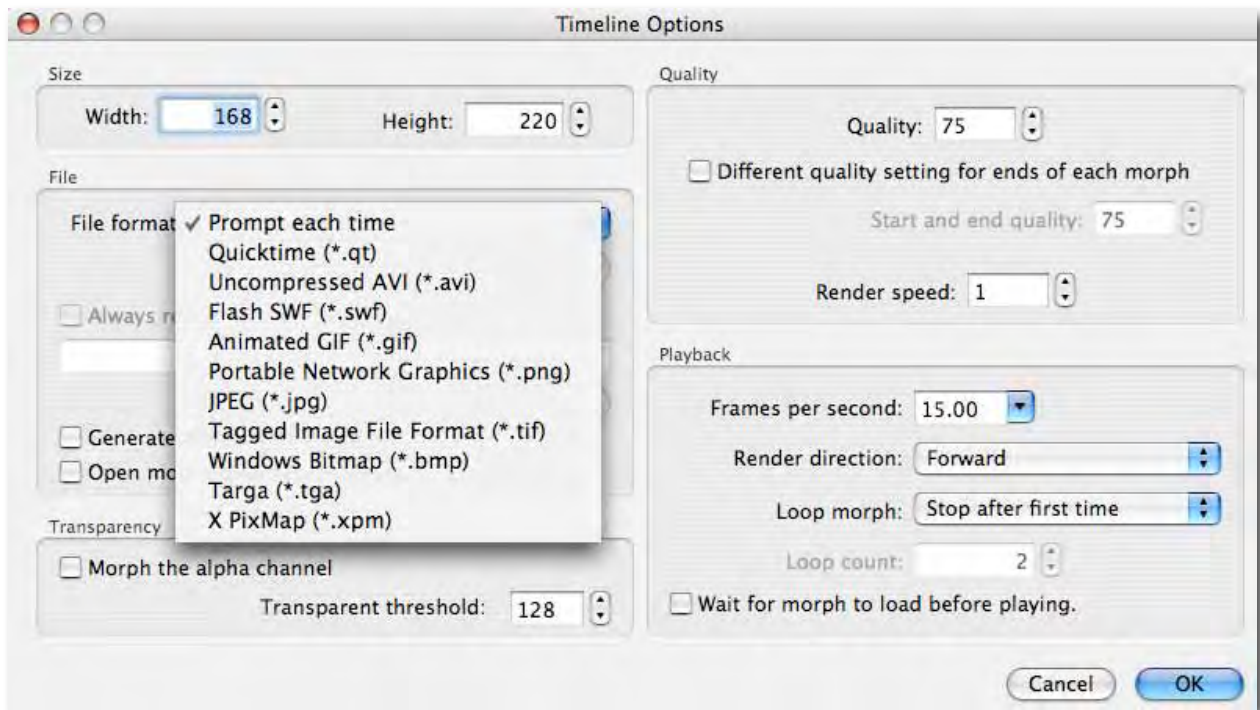 Timeline Options
Size
Width: 168
Height: 220
File
File format
✓ Prompt each time
Quicktime (*.qt)
Uncompressed AVI (*.avi)
Flash SWF (*.swf)
Animated GIF (*.gif)
Portable Network Graphics (*.png)
JPEG (*.jpg)
Tagged Image File Format (*.tif)
Windows Bitmap (*.bmp)
Targa (*.tga)
X PixMap (*.xpm)
Always
Generate
Open
Transparency
Morph the alpha channel
Transparent threshold: 128
Quality
Quality: 75
Different quality setting for ends of each morph
Start and end quality: 75
Render speed: 1
Playback
Frames per second: 15.00
Render direction: Forward
Loop morph: Stop after first time
Loop count: 2
Wait for morph to load before playing.
Cancel
OK